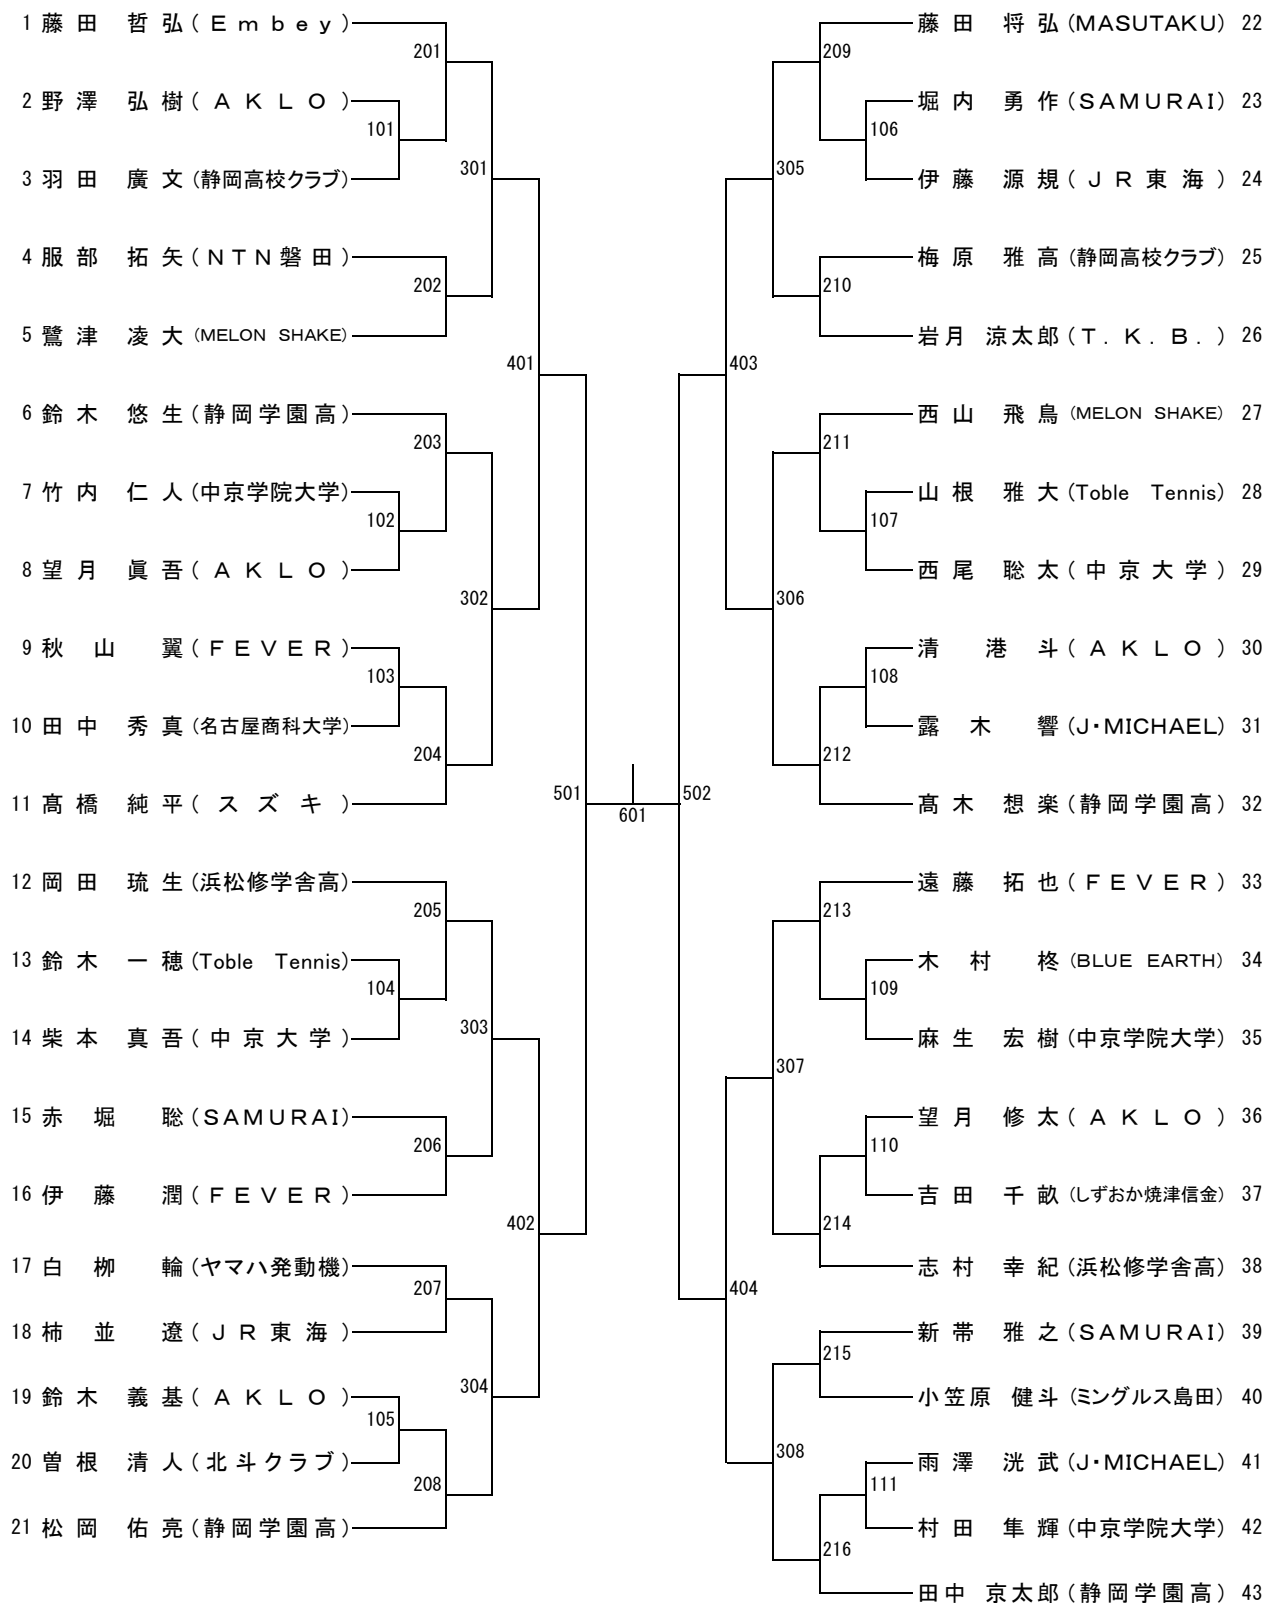 1 藤田 哲弘 (Embey)
201
2 野澤 弘樹 (AKLO)
101
3 羽田 廣文 (静岡高校クラブ)
301
4 服部 拓矢 (NTN磐田)
202
5 鷺津 凌大 (MELON SHAKE)
401
6 鈴木 悠生 (静岡学園高)
203
7 竹内 仁人 (中京学院大学)
102
8 望月 眞吾 (AKLO)
302
9 秋山 翼 (FEVER)
103
10 田中 秀真 (名古屋商科大学)
204
11 髙橋 純平 (スズキ)
501
12 岡田 琉生 (浜松修学舎高)
205
13 鈴木 一穂 (Toble Tennis)
104
14 柴本 真吾 (中京大学)
303
15 赤堀 聡 (SAMURAI)
206
16 伊藤 潤 (FEVER)
402
17 白栁 輪 (ヤマハ発動機)
207
18 柿並 遼 (JR東海)
304
19 鈴木 義基 (AKLO)
105
20 曽根 清人 (北斗クラブ)
208
21 松岡 佑亮 (静岡学園高)
601
藤田 将弘 (MASUTAKU) 22
209
堀内 勇作 (SAMURAI) 23
106
伊藤 源規 (JR東海) 24
305
梅原 雅高 (静岡高校クラブ) 25
210
岩月 涼太郎 (T.K.B.) 26
403
西山 飛鳥 (MELON SHAKE) 27
211
山根 雅大 (Toble Tennis) 28
107
西尾 聡太 (中京大学) 29
306
清 港斗 (AKLO) 30
108
露木 響 (J・MICHAEL) 31
212
髙木 想楽 (静岡学園高) 32
502
遠藤 拓也 (FEVER) 33
213
木村 柊 (BLUE EARTH) 34
109
麻生 宏樹 (中京学院大学) 35
307
望月 修太 (AKLO) 36
110
吉田 千畝 (しずおか焼津信金) 37
214
志村 幸紀 (浜松修学舎高) 38
404
新帯 雅之 (SAMURAI) 39
215
小笠原 健斗 (ミングルス島田) 40
308
雨澤 洸武 (J・MICHAEL) 41
111
村田 隼輝 (中京学院大学) 42
216
田中 京太郎 (静岡学園高) 43